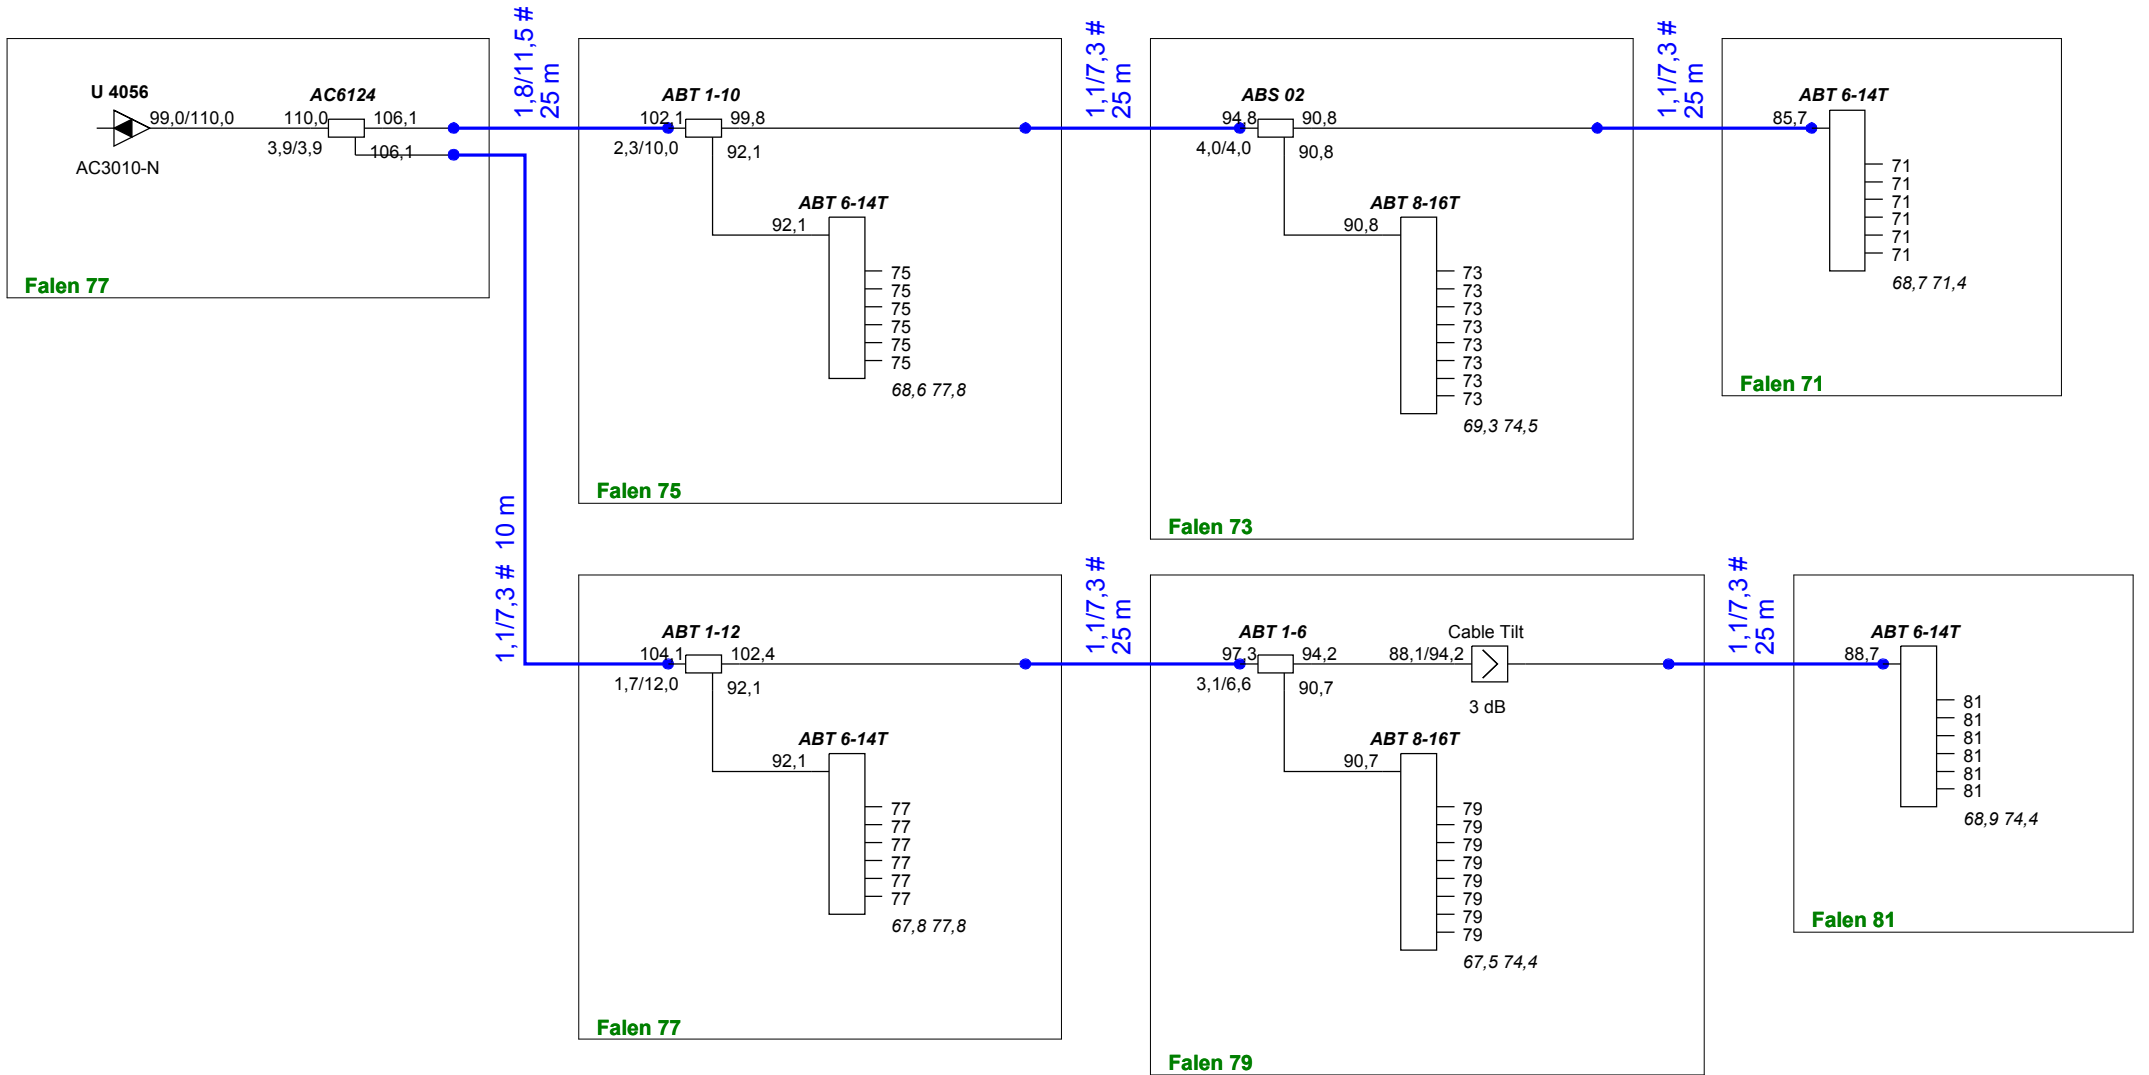 1,8/11,5 #
25 m
1,1/7,3 #
25 m
1,1/7,3 #
25 m
U 4056
99,0/110,0
AC3010-N
AC6124
110,0
106,1
3,9/3,9
106,1
Falen 77
ABT 1-10
102,1
99,8
2,3/10,0
92,1
ABT 6-14T
92,1
75
75
75
75
75
75
68,6 77,8
Falen 75
ABS 02
94,8
90,8
4,0/4,0
90,8
ABT 8-16T
90,8
73
73
73
73
73
73
73
73
69,3 74,5
Falen 73
ABT 6-14T
85,7
71
71
71
71
71
71
68,7 71,4
Falen 71
1,1/7,3 # 10 m
1,1/7,3 #
25 m
1,1/7,3 #
25 m
ABT 1-12
104,1
102,4
1,7/12,0
92,1
ABT 6-14T
92,1
77
77
77
77
77
77
67,8 77,8
Falen 77
ABT 1-6
97,3
94,2
3,1/6,6
90,7
88,1/94,2
Cable Tilt
3 dB
ABT 8-16T
90,7
79
79
79
79
79
79
79
79
67,5 74,4
Falen 79
ABT 6-14T
88,7
81
81
81
81
81
81
68,9 74,4
Falen 81